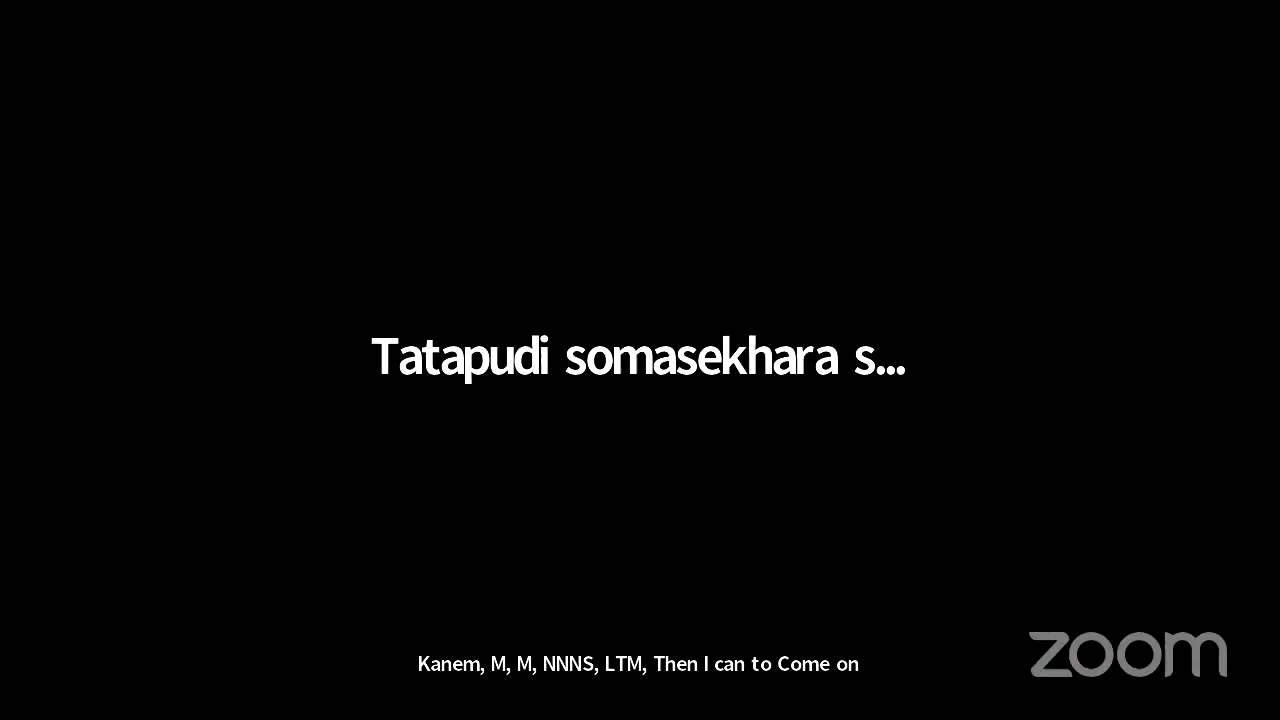 Tatapudi somasekhara s...
Kanem, M, M, NNNS, LTM, Then I can to Come on
zoom